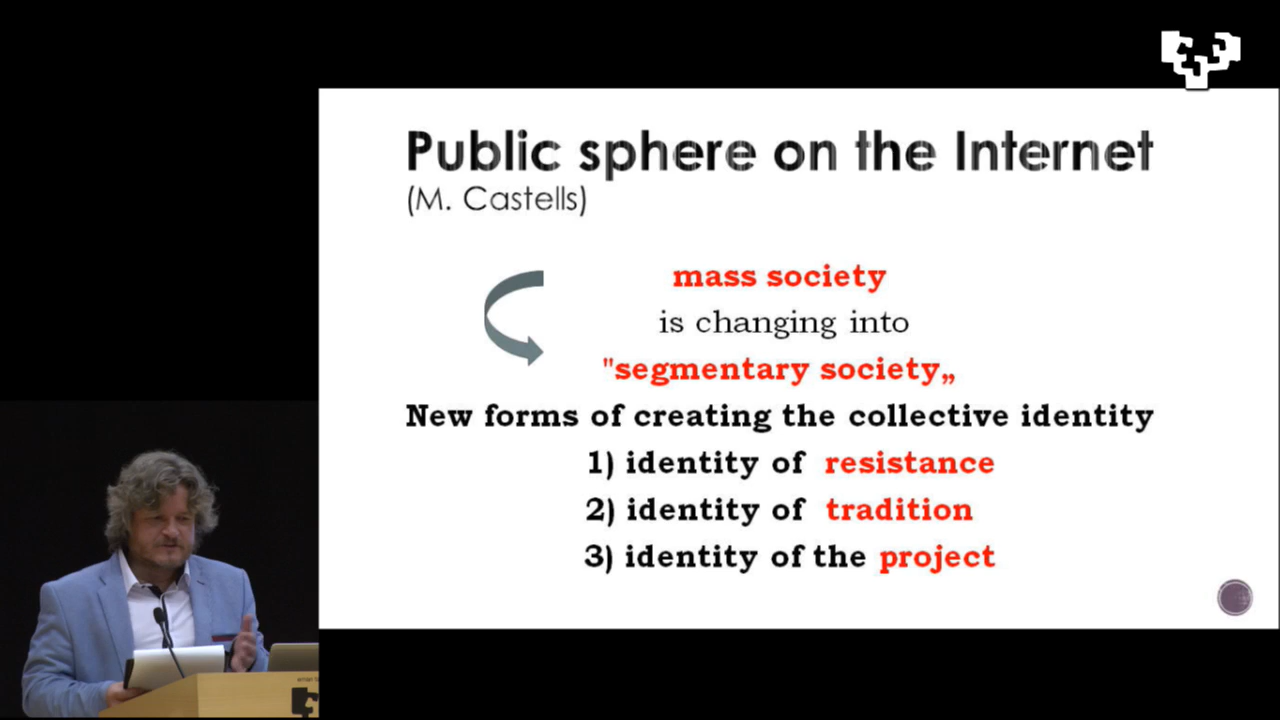 Public sphere on the Internet
(M. Castells)
mass society
is changing into
"segmentary society„
New forms of creating the collective identity
1) identity of resistance
2) identity of tradition
3) identity of the project